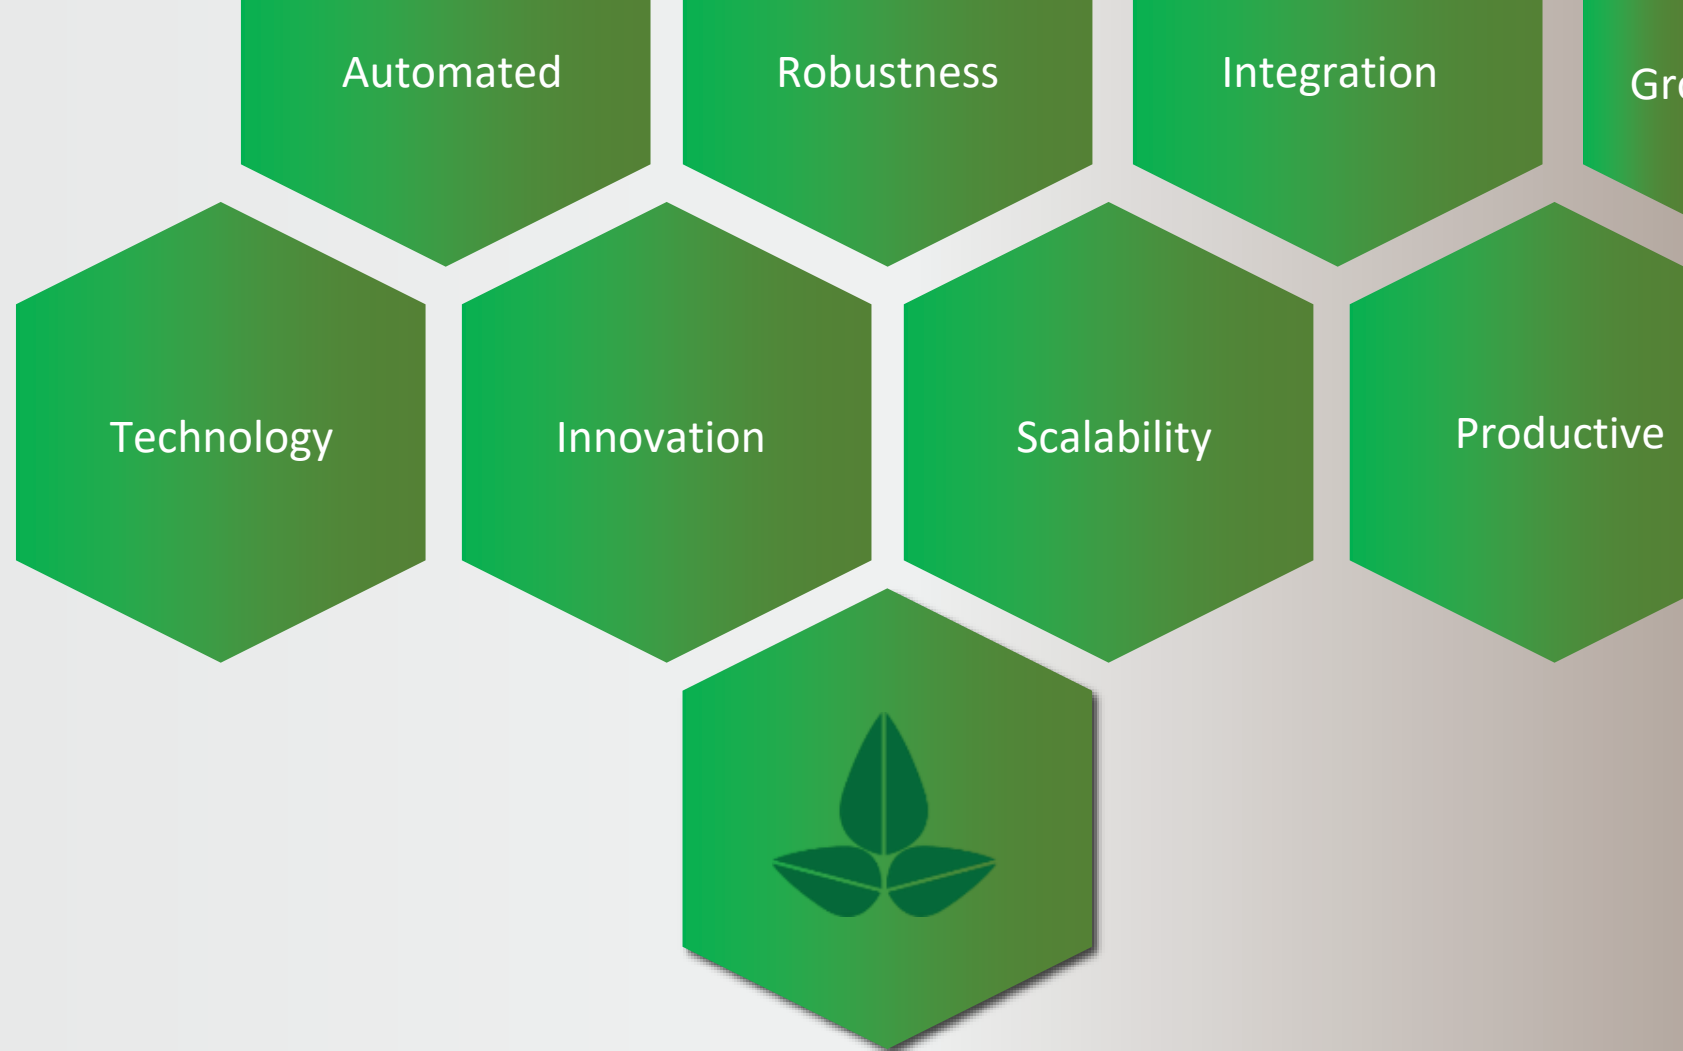 Automated
Robustness
Integration
Technology
Innovation
Scalability
Productive